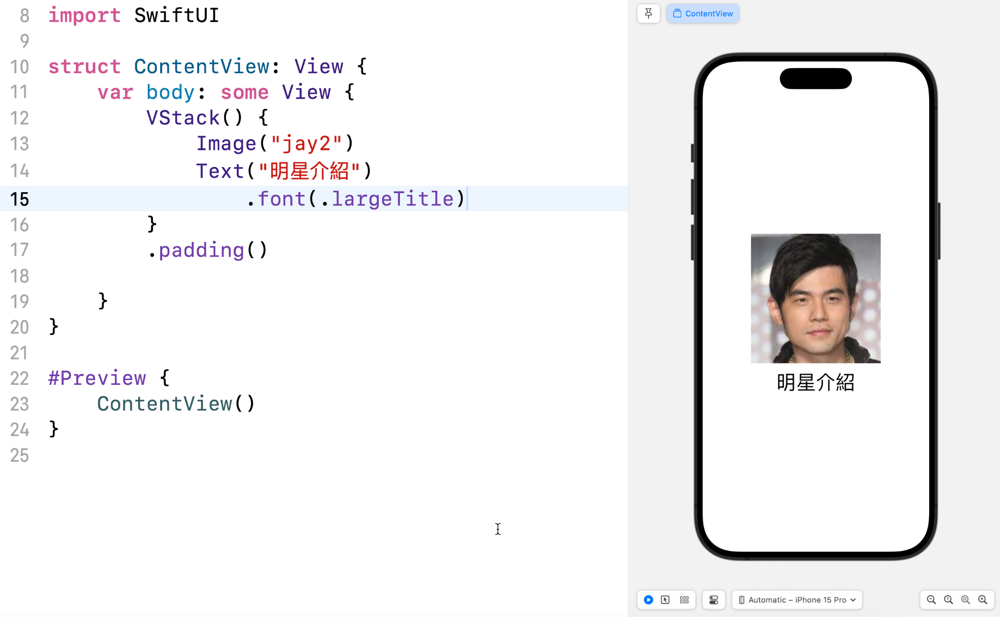 8 import SwiftUI
9
10 struct ContentView: View {
11 var body: some View {
12 VStack() {
13 Image("jay2")
14 Text("明星介紹")
15 .font(.largeTitle)
16 }
17 .padding()
18
19 }
20 }
21
22 #Preview {
23 ContentView()
24 }
25
ContentView
明星介紹
Automatic – iPhone 15 Pro